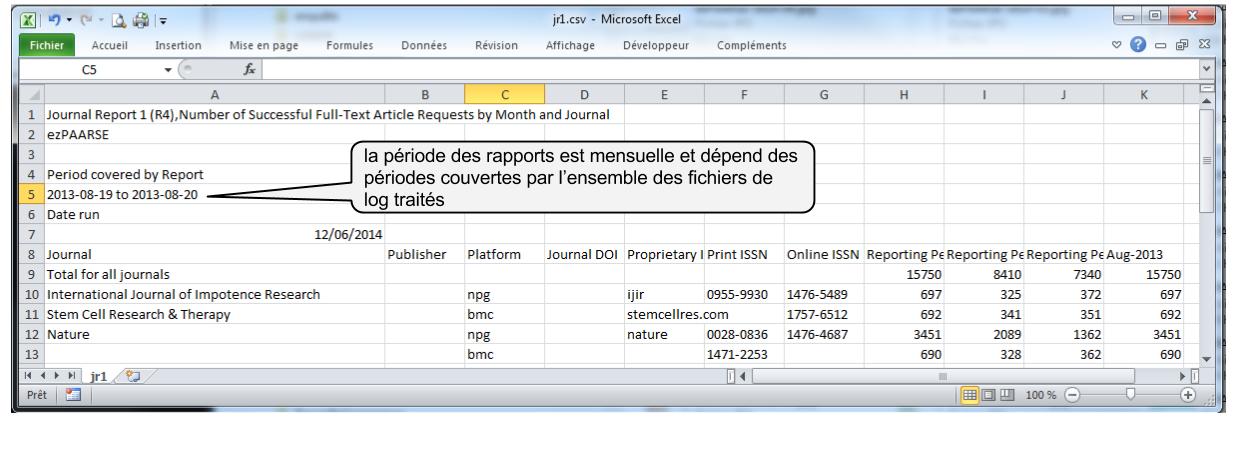 jr1.csv - Microsoft Excel
Fichier Accueil Insertion Mise en page Formules Données Révision Affichage Développeur Compléments
C5 fx
A B C D E F G H I J K
1 Journal Report 1 (R4),Number of Successful Full-Text Article Requests by Month and Journal
2 ezPAARSE
3
4 Period covered by Report
5 2013-08-19 to 2013-08-20
la période des rapports est mensuelle et dépend des
périodes couvertes par l’ensemble des fichiers de
log traités
6 Date run
7 12/06/2014
8 Journal Publisher Platform Journal DOI Proprietary I Print ISSN Online ISSN Reporting Pe Reporting Pe Reporting Pe Aug-2013
9 Total for all journals 15750 8410 7340 15750
10 International Journal of Impotence Research npg ijir 0955-9930 1476-5489 697 325 372 697
11 Stem Cell Research & Therapy bmc stemcellres.com 1757-6512 692 341 351 692
12 Nature npg nature 0028-0836 1476-4687 3451 2089 1362 3451
13 bmc 1471-2253 690 328 362 690
jr1
Prêt 100 %